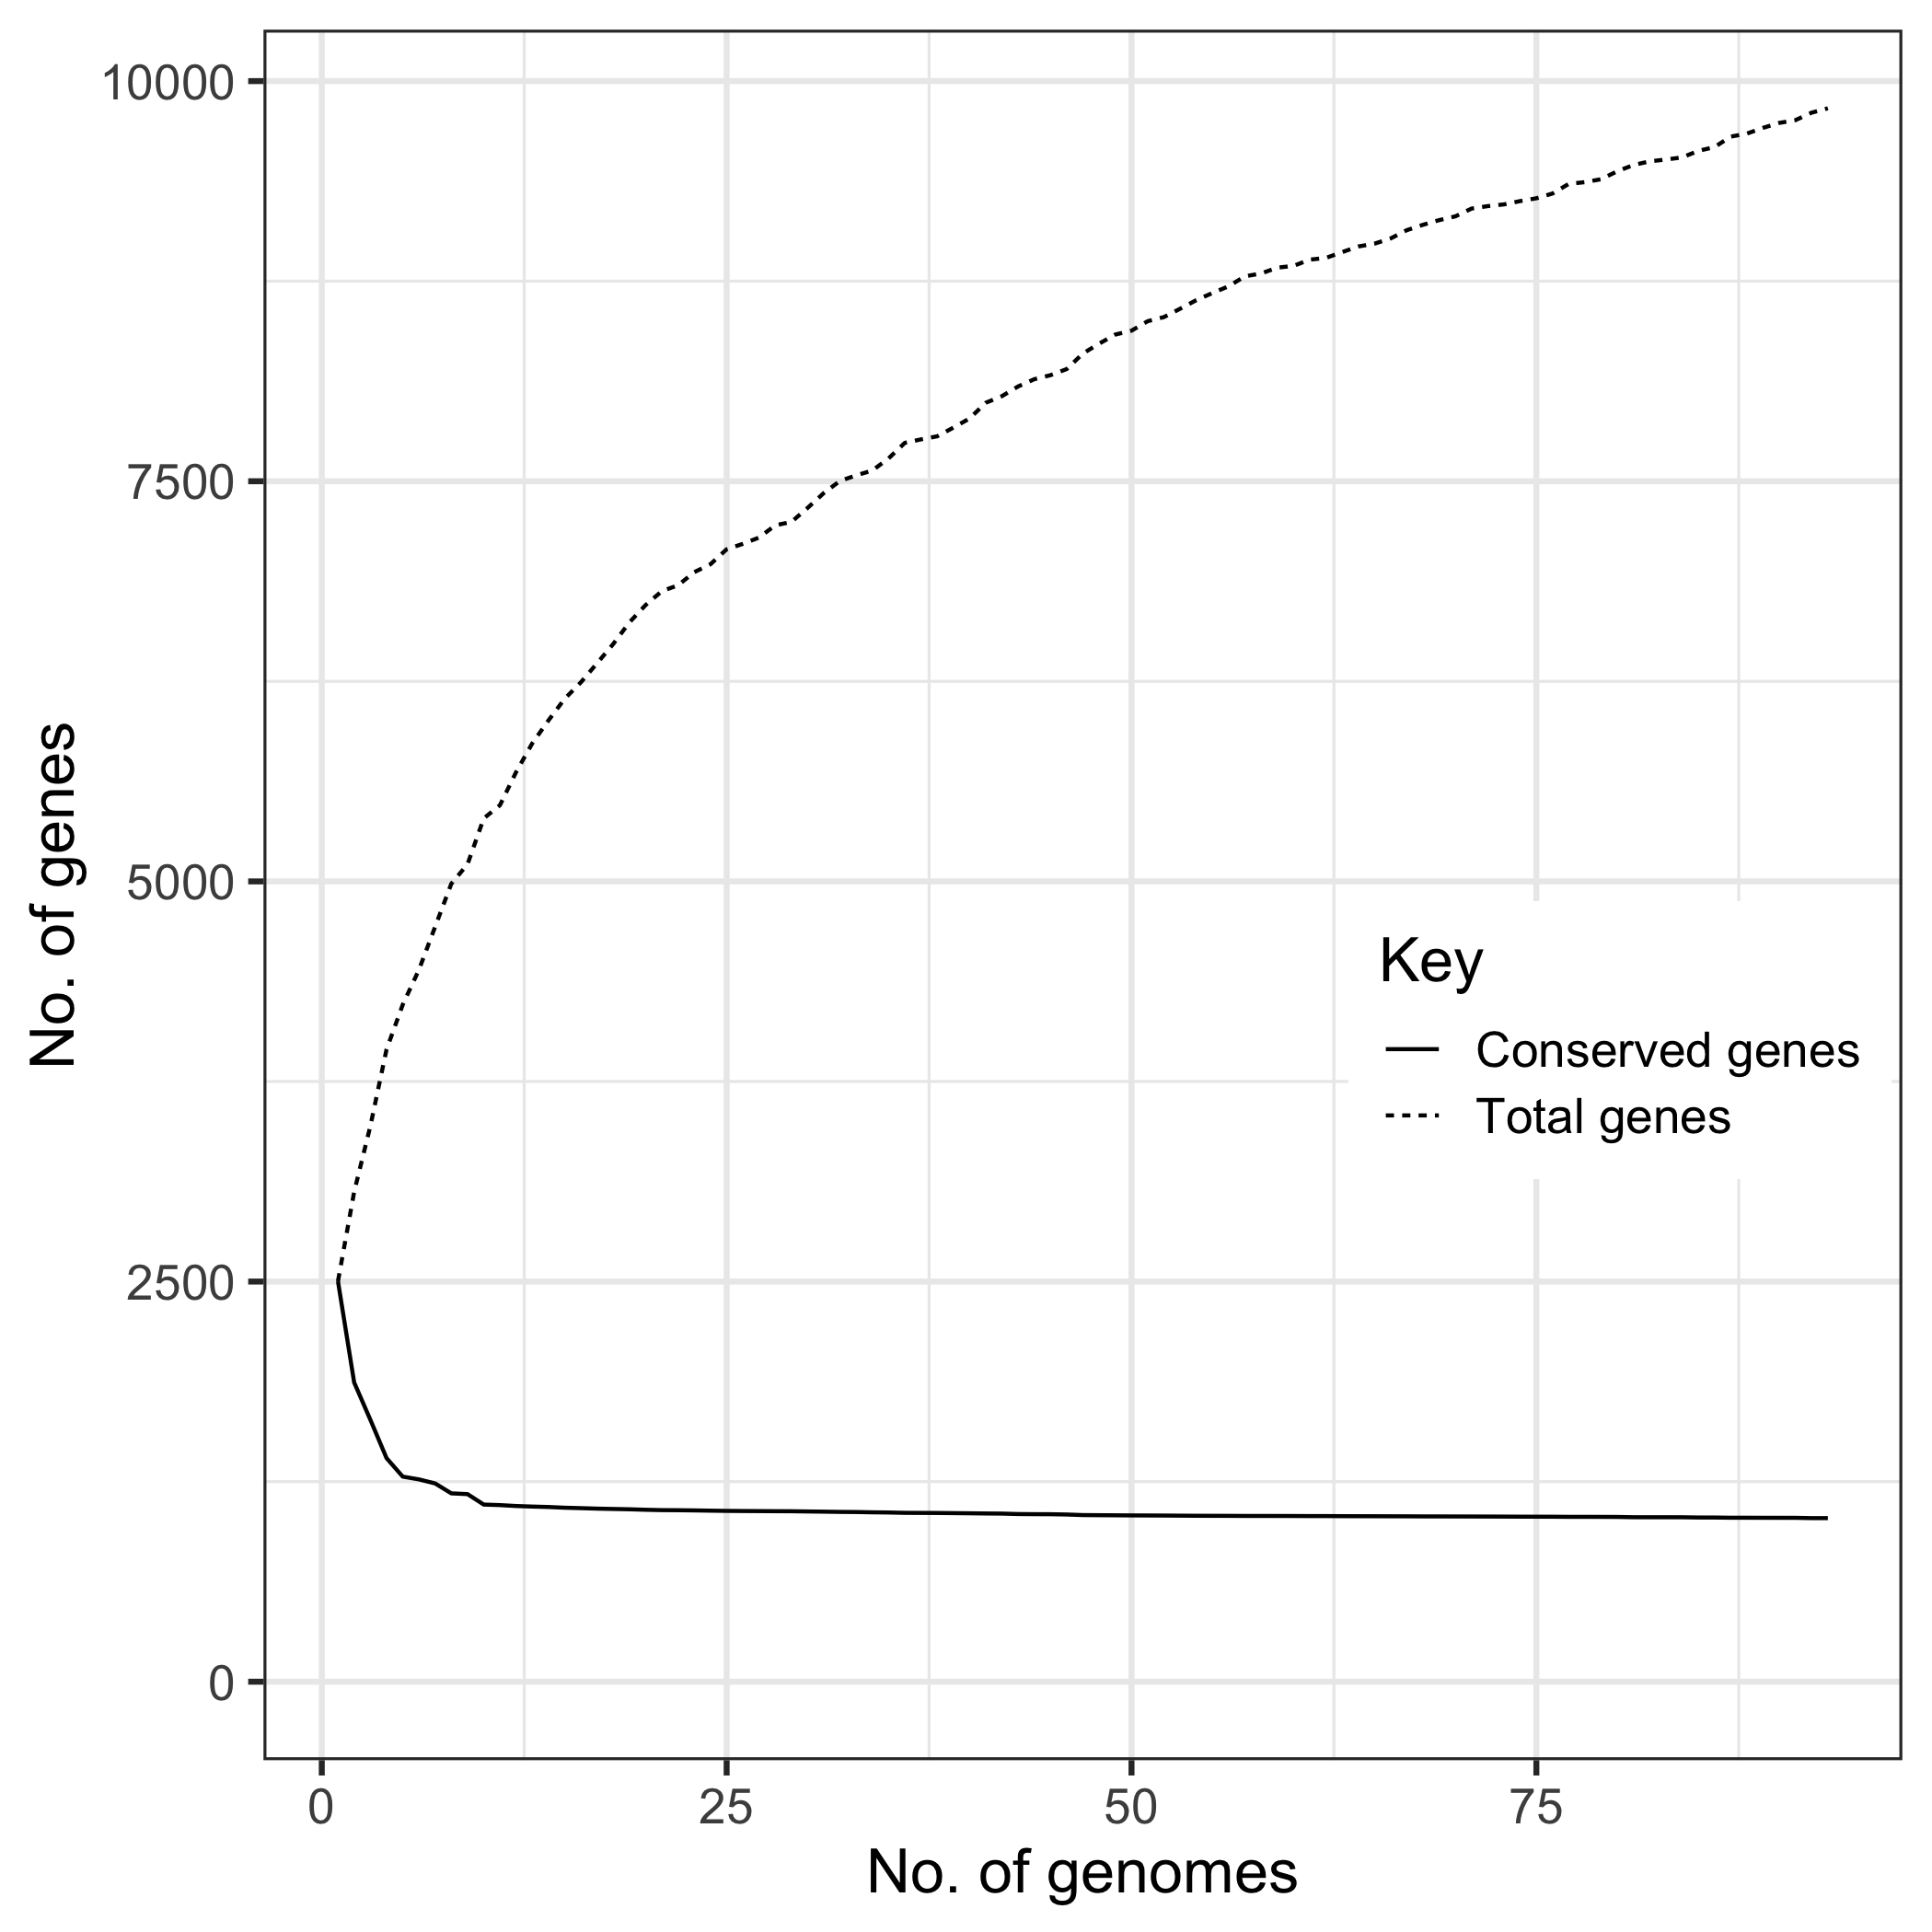 10000
7500
5000
2500
0
No. of genes
Key
Conserved genes
Total genes
0 25 50 75
No. of genomes